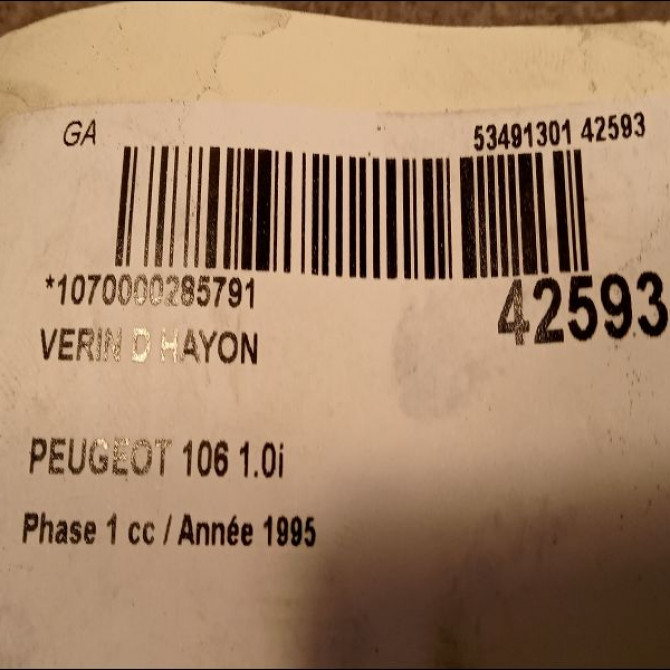 GA
53491301 42593
*1070000285791
42593
VERIN D HAYON
PEUGEOT 106 1.0i
Phase 1 cc / Année 1995